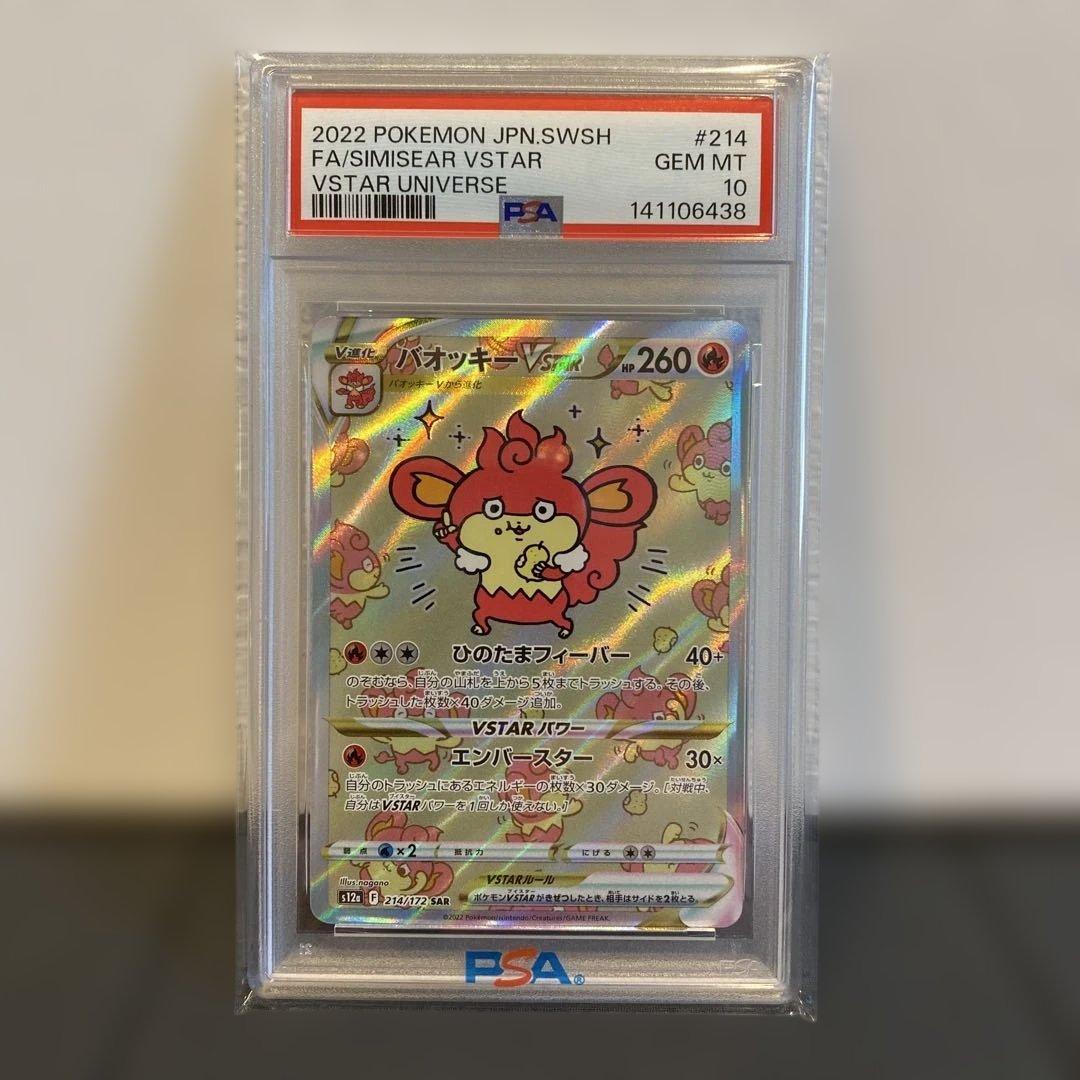 2022 POKEMON JPN.SWSH #214
FA/SIMISEAR VSTAR GEM MT
VSTAR UNIVERSE 10
PSA 141106438
V進化 バオッキーVSTAR HP 260
バオッキーVから進化
ひのたまフィーバー 40+
のぞむなら、自分の山札を上から5枚までトラッシュする。その後、
トラッシュした枚数×40ダメージ追加。
VSTARパワー
エンバースター 30×
自分のトラッシュにあるエネルギーの枚数×30ダメージ。[対戦中、
自分はVSTARパワーを1回しか使えない。]
弱点 ×2 抵抗力 にげる
Illus.nagano
VSTARルール
s12a F 214/172 SAR
ポケモンVSTARがきぜつしたとき、相手はサイドを2枚とる。
©2022 Pokémon/Nintendo/Creatures/GAME FREAK.
PSA®